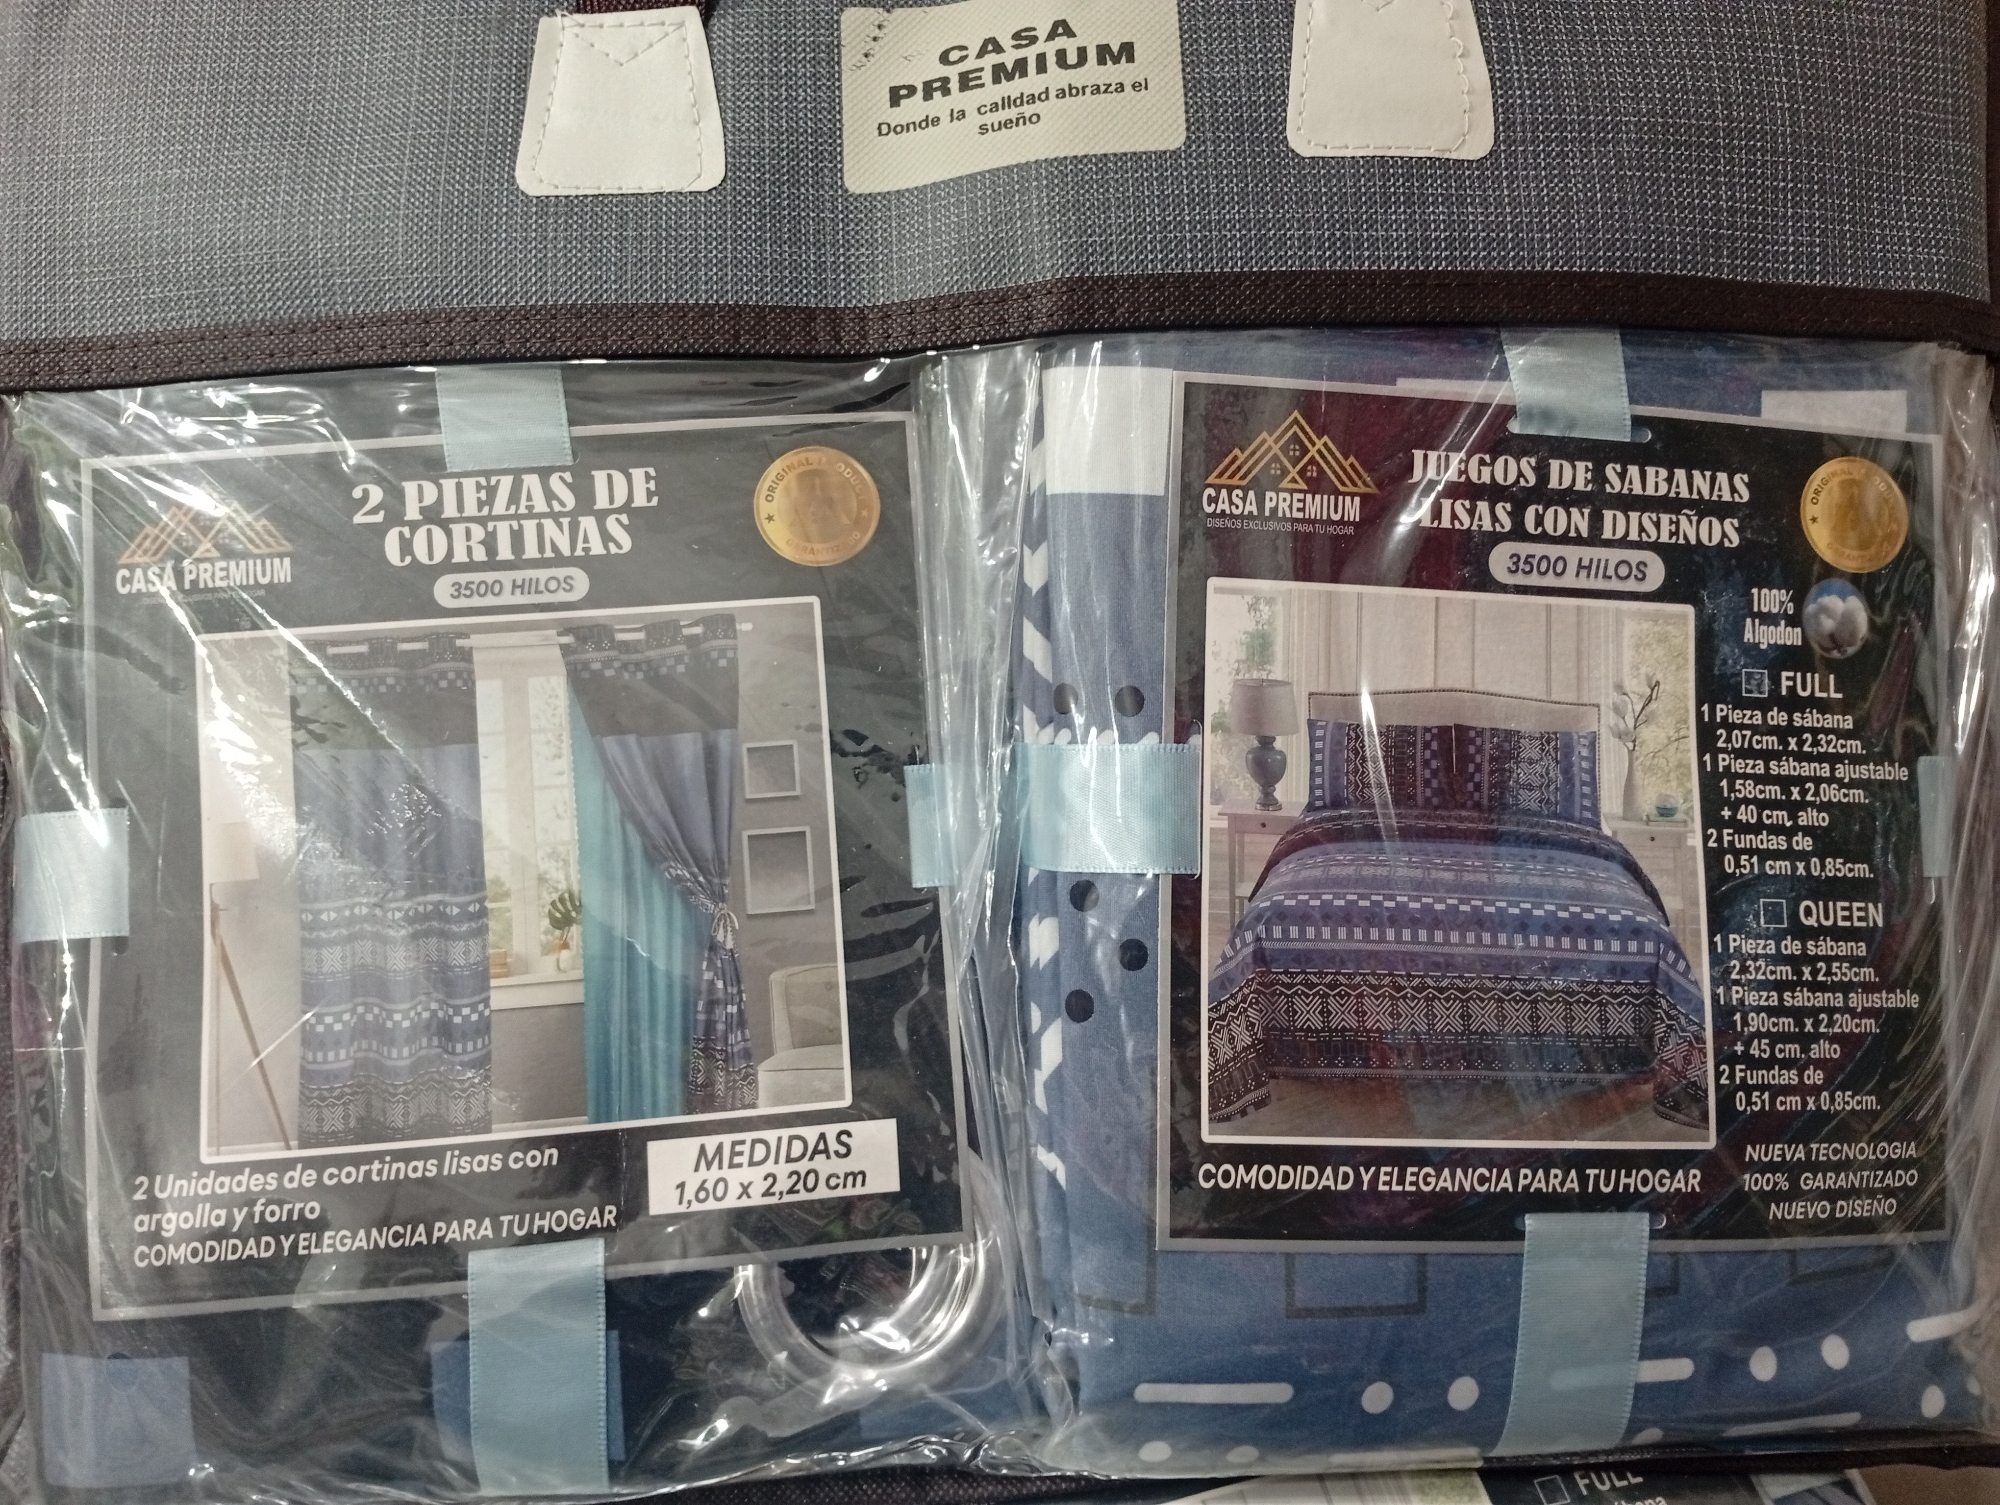 CASA
PREMIUM
Donde la calldad abraza el
sueño
CASA PREMIUM
2 PIEZAS DE
CORTINAS
3500 HILOS
ORIGINAL
GARANTIZADO
2 Unidades de cortinas lisas con
argolla y forro
COMODIDAD Y ELEGANCIA PARA TU HOGAR
MEDIDAS
1,60 x 2,20 cm
CASA PREMIUM
DISEÑOS EXCLUSIVOS PARA TU HOGAR
JUEGOS DE SABANAS
LISAS CON DISEÑOS
3500 HILOS
ORIGINAL
100%
Algodon
FULL
1 Pieza de sábana
2,07cm. x 2,32cm.
1 Pieza sábana ajustable
1,58cm. x 2,06cm.
+ 40 cm. alto
2 Fundas de
0,51 cm x 0,85cm.
QUEEN
1 Pieza de sábana
2,32cm. x 2,55cm.
1 Pieza sábana ajustable
1,90cm. x 2,20cm.
+ 45 cm. alto
2 Fundas de
0,51 cm x 0,85cm.
COMODIDAD Y ELEGANCIA PARA TU HOGAR
NUEVA TECNOLOGIA
100% GARANTIZADO
NUEVO DISEÑO
FULL